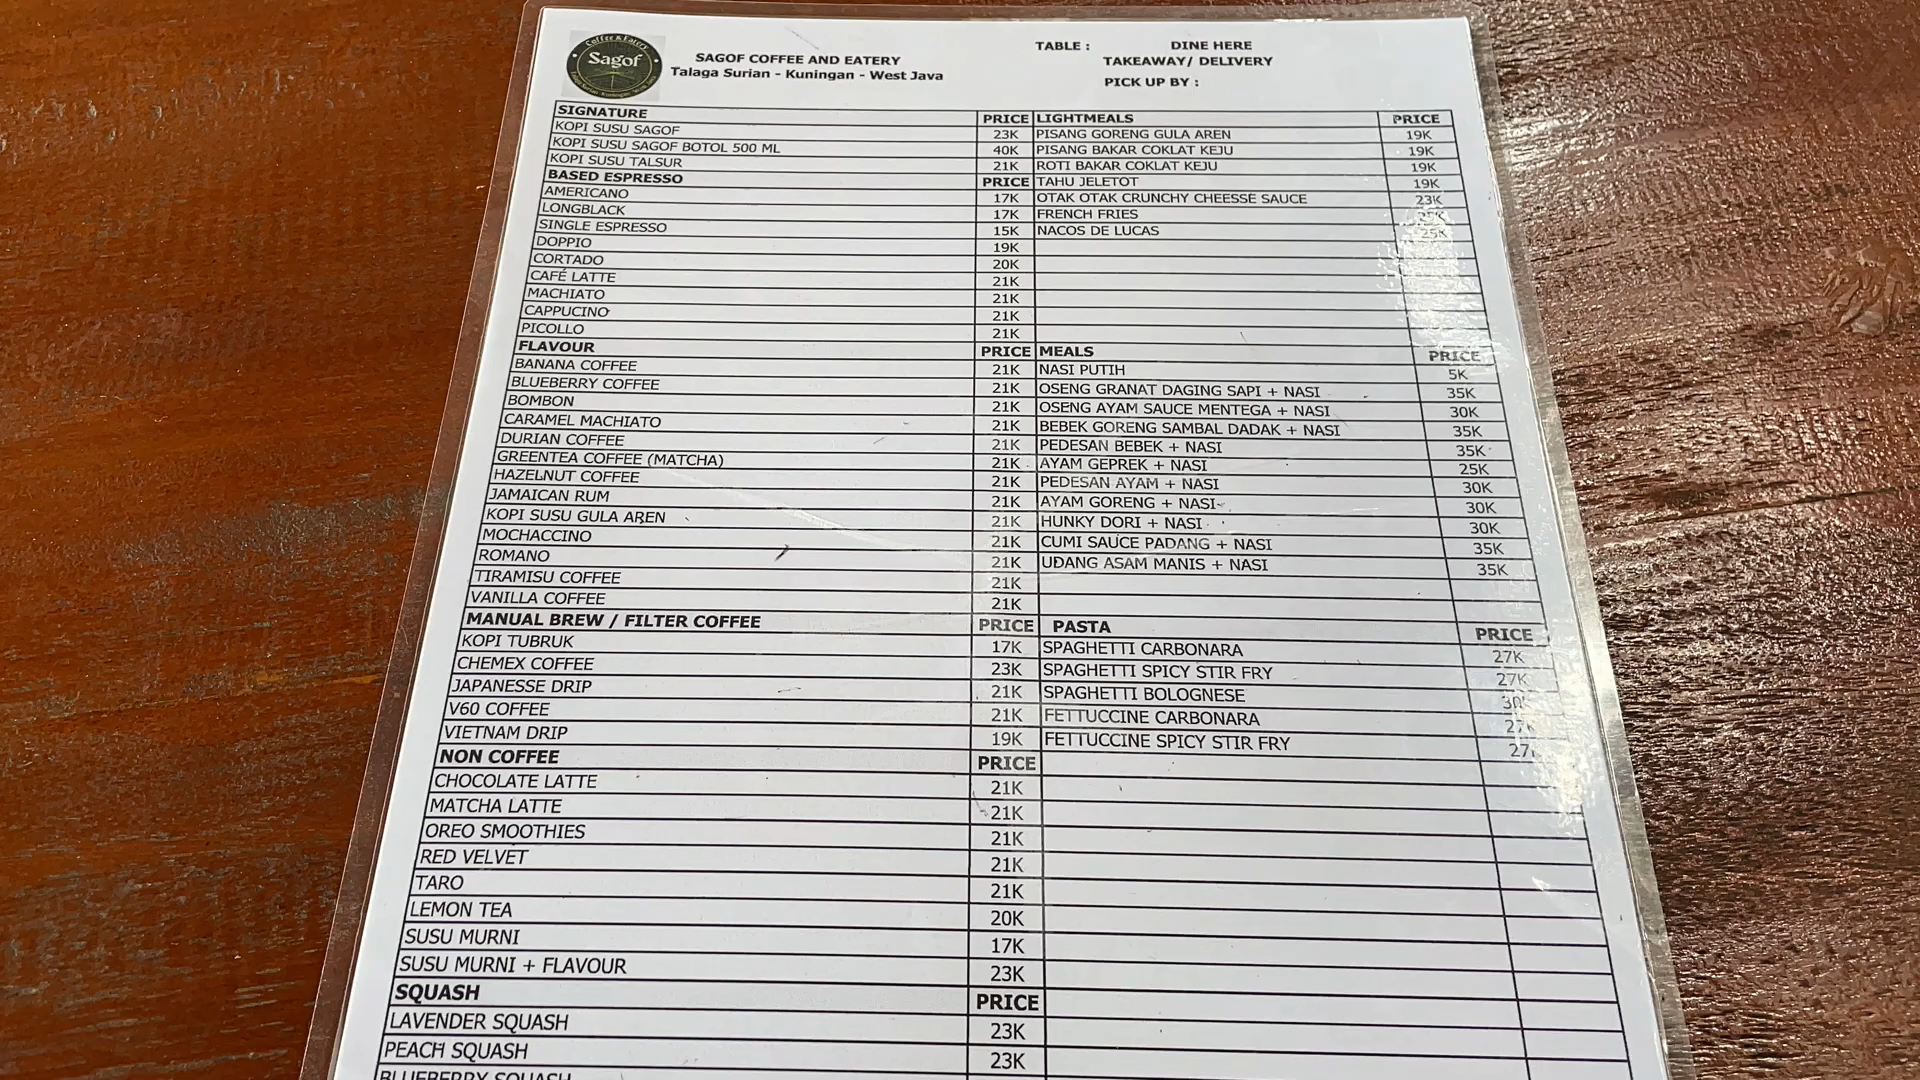 Coffee & Eatery
Sagof
SAGOF COFFEE AND EATERY
Talaga Surian - Kuningan - West Java
TABLE : DINE HERE
TAKEAWAY/ DELIVERY
PICK UP BY :
SIGNATURE PRICE
KOPI SUSU SAGOF 23K
KOPI SUSU SAGOF BOTOL 500 ML 40K
KOPI SUSU TALSUR 21K
BASED ESPRESSO PRICE
AMERICANO 17K
LONGBLACK 17K
SINGLE ESPRESSO 15K
DOPPIO 19K
CORTADO 20K
CAFÉ LATTE 21K
MACHIATO 21K
CAPPUCINO 21K
PICOLLO 21K
FLAVOUR PRICE
BANANA COFFEE 21K
BLUEBERRY COFFEE 21K
BOMBON 21K
CARAMEL MACHIATO 21K
DURIAN COFFEE 21K
GREENTEA COFFEE (MATCHA) 21K
HAZELNUT COFFEE 21K
JAMAICAN RUM 21K
KOPI SUSU GULA AREN 21K
MOCHACCINO 21K
ROMANO 21K
TIRAMISU COFFEE 21K
VANILLA COFFEE 21K
MANUAL BREW / FILTER COFFEE PRICE
KOPI TUBRUK 17K
CHEMEX COFFEE 23K
JAPANESSE DRIP 21K
V60 COFFEE 21K
VIETNAM DRIP 19K
NON COFFEE PRICE
CHOCOLATE LATTE 21K
MATCHA LATTE 21K
OREO SMOOTHIES 21K
RED VELVET 21K
TARO 21K
LEMON TEA 20K
SUSU MURNI 17K
SUSU MURNI + FLAVOUR 23K
SQUASH PRICE
LAVENDER SQUASH 23K
PEACH SQUASH 23K
BLUEBERRY SQUASH
LIGHTMEALS PRICE
PISANG GORENG GULA AREN 19K
PISANG BAKAR COKLAT KEJU 19K
ROTI BAKAR COKLAT KEJU 19K
TAHU JELETOT 19K
OTAK OTAK CRUNCHY CHEESSE SAUCE 23K
FRENCH FRIES
NACOS DE LUCAS 25K
MEALS PRICE
NASI PUTIH 5K
OSENG GRANAT DAGING SAPI + NASI 35K
OSENG AYAM SAUCE MENTEGA + NASI 30K
BEBEK GORENG SAMBAL DADAK + NASI 35K
PEDESAN BEBEK + NASI 35K
AYAM GEPREK + NASI 25K
PEDESAN AYAM + NASI 30K
AYAM GORENG + NASI 30K
HUNKY DORI + NASI 30K
CUMI SAUCE PADANG + NASI 35K
UDANG ASAM MANIS + NASI 35K
PASTA PRICE
SPAGHETTI CARBONARA 27K
SPAGHETTI SPICY STIR FRY 27K
SPAGHETTI BOLOGNESE 30K
FETTUCCINE CARBONARA 27K
FETTUCCINE SPICY STIR FRY 27